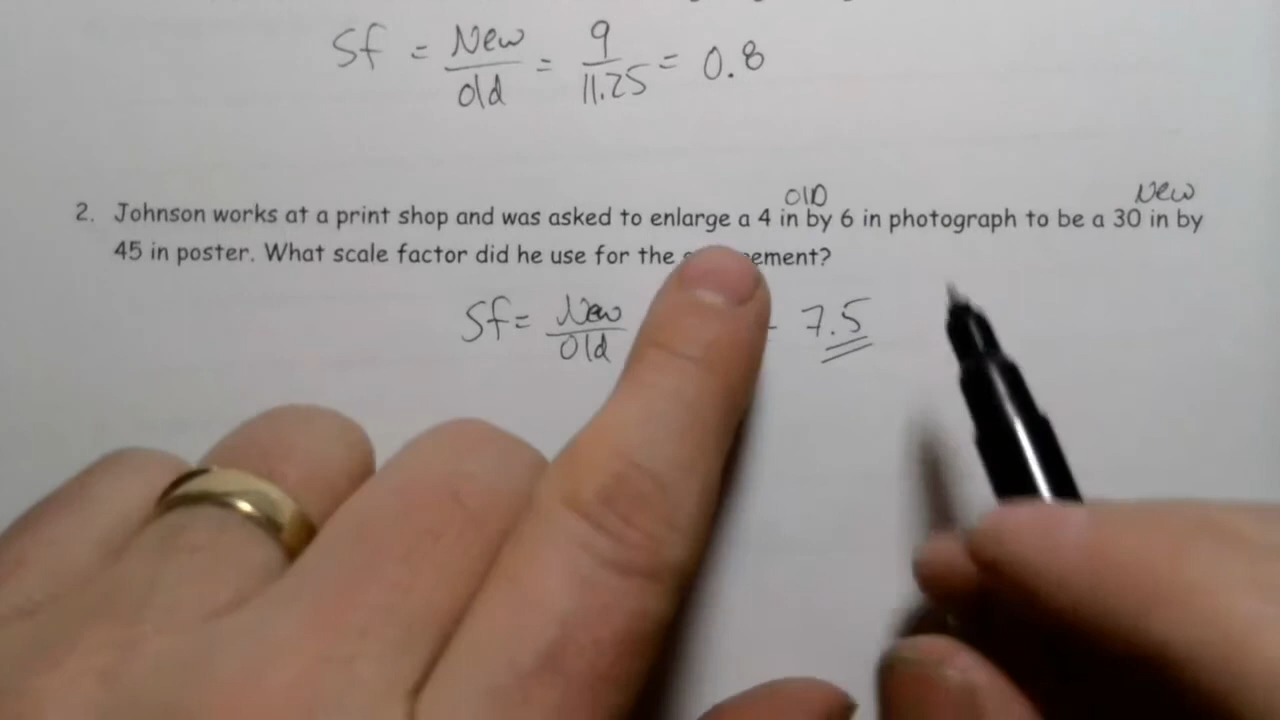 Sf = New/old = 9/11.25 = 0.8
OlD New
2. Johnson works at a print shop and was asked to enlarge a 4 in by 6 in photograph to be a 30 in by
45 in poster. What scale factor did he use for the ement?
Sf = New/Old 7.5